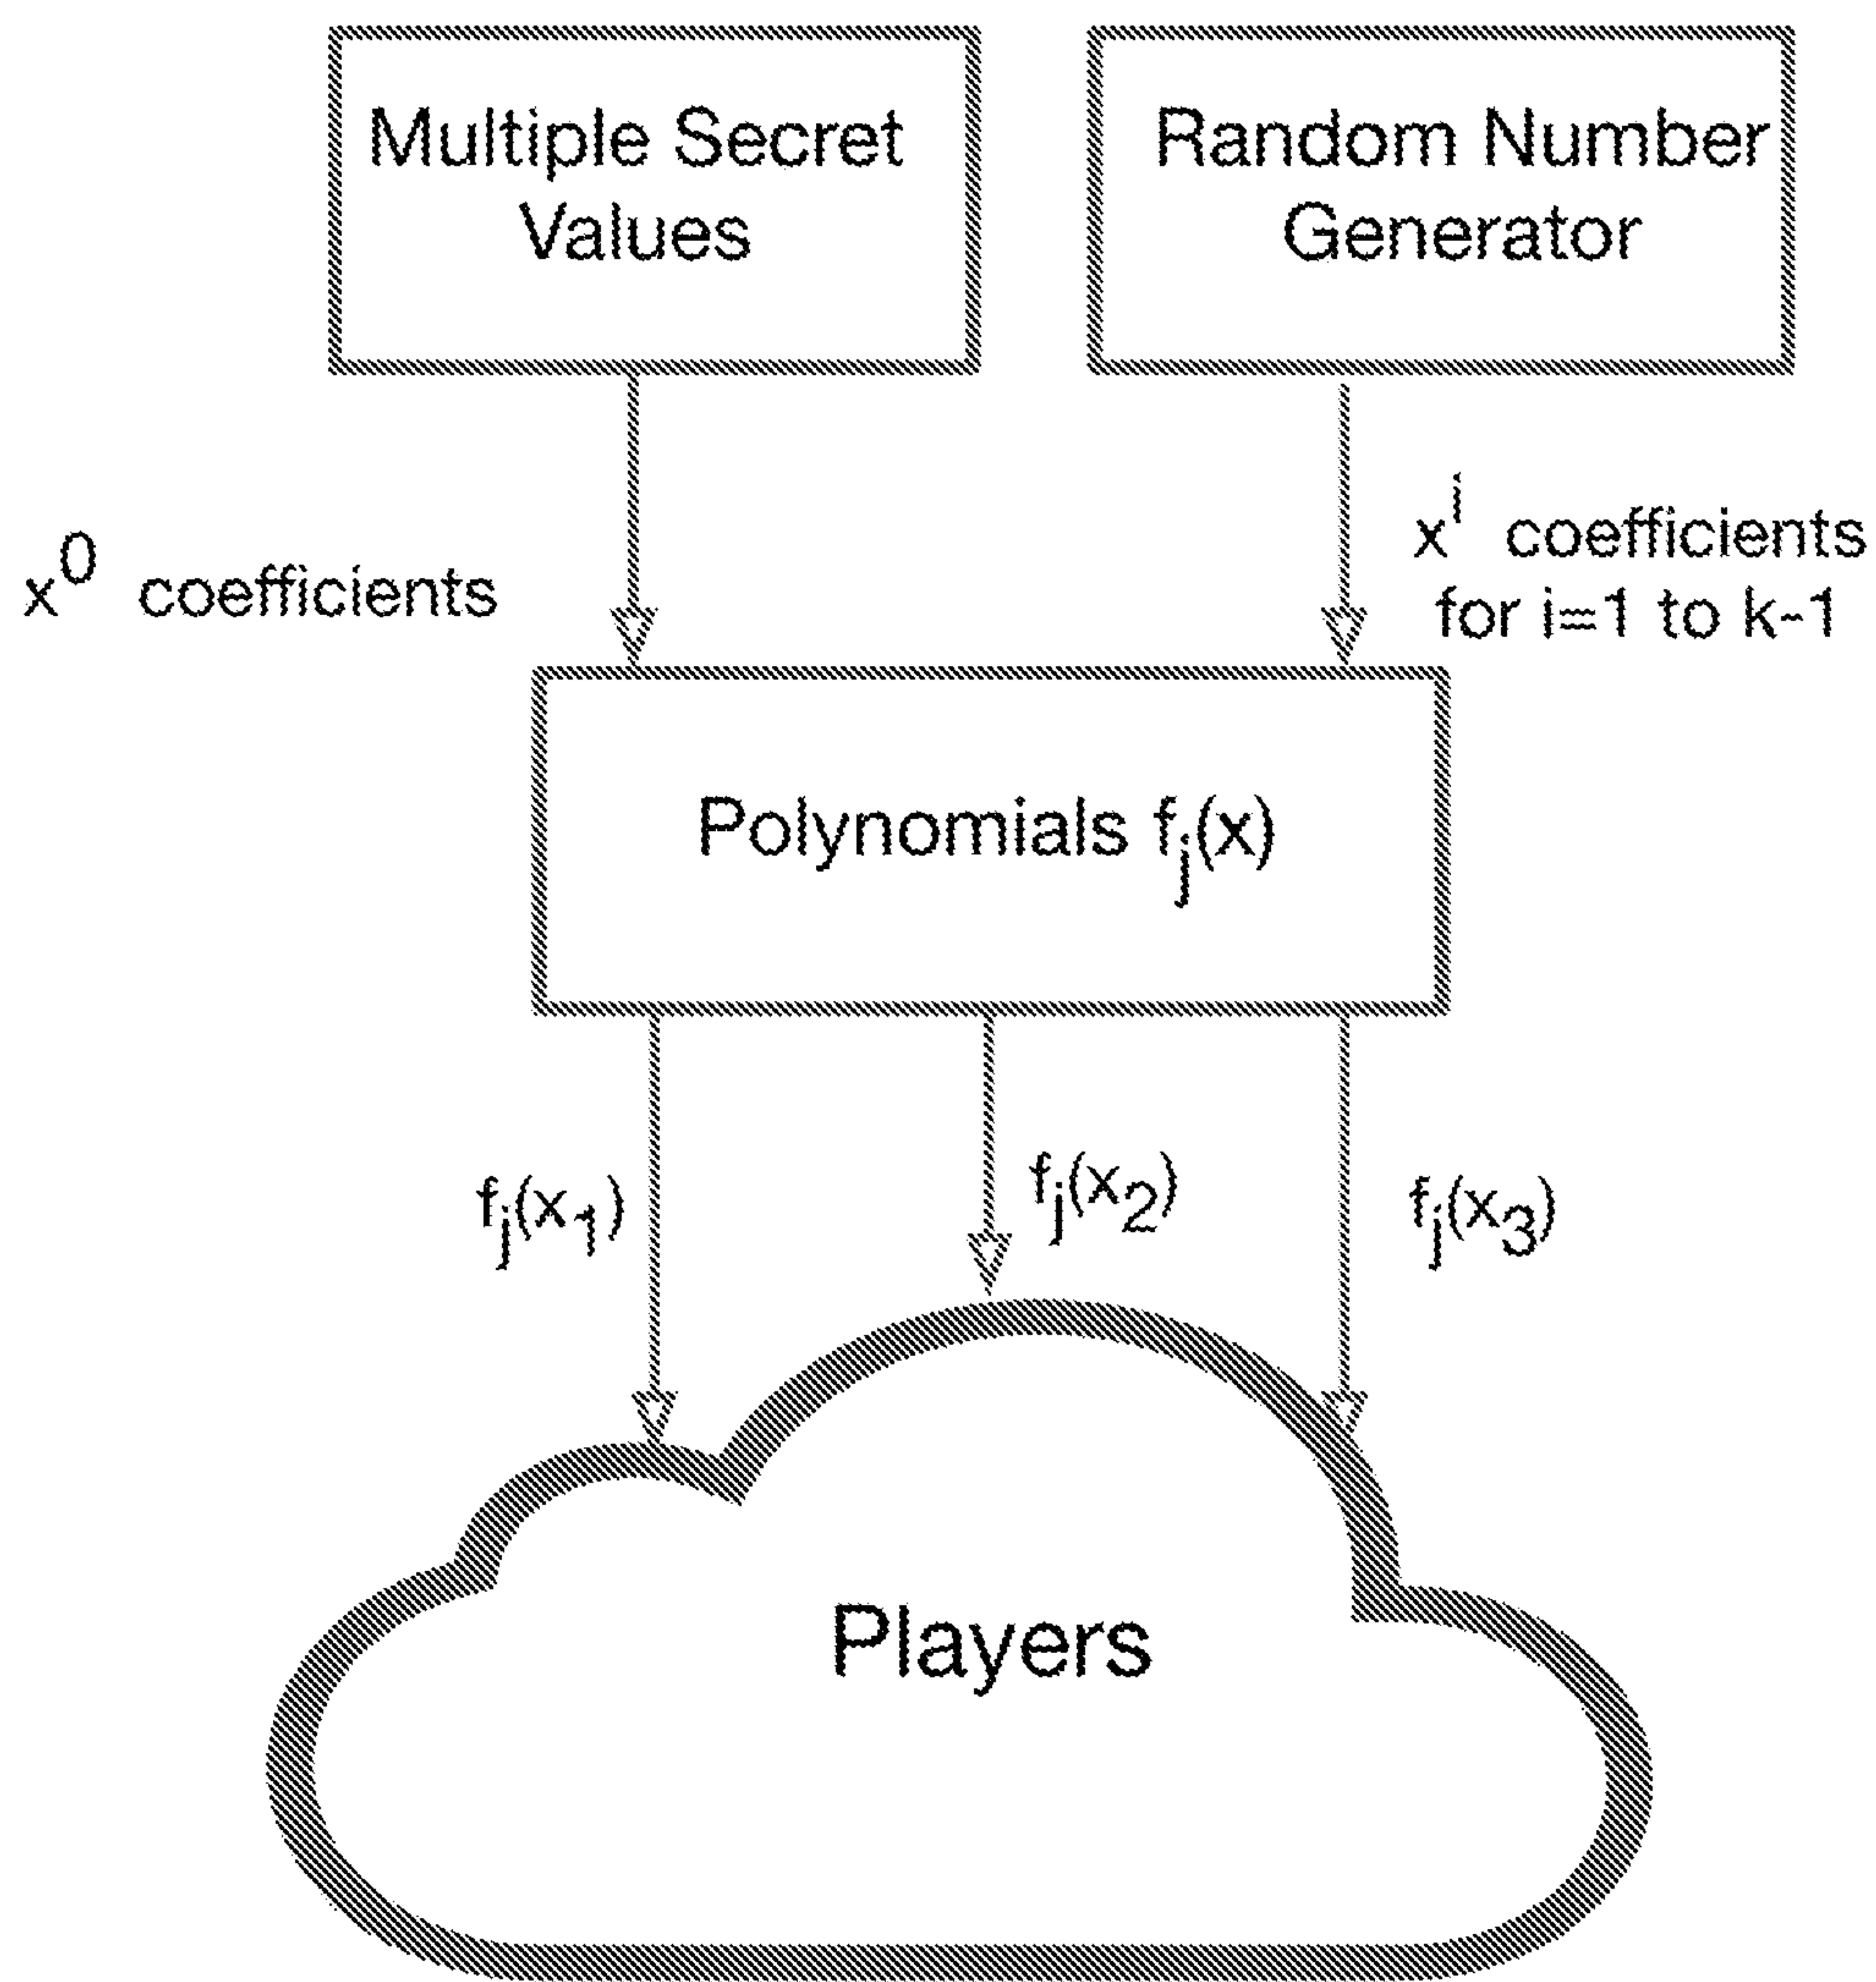 Multiple Secret
Values
Random Number
Generator
x⁰ coefficients
xⁱ coefficients
for i=1 to k-1
Polynomials fⱼ(x)
fⱼ(x₁)
fⱼ(x₂)
fⱼ(x₃)
Players